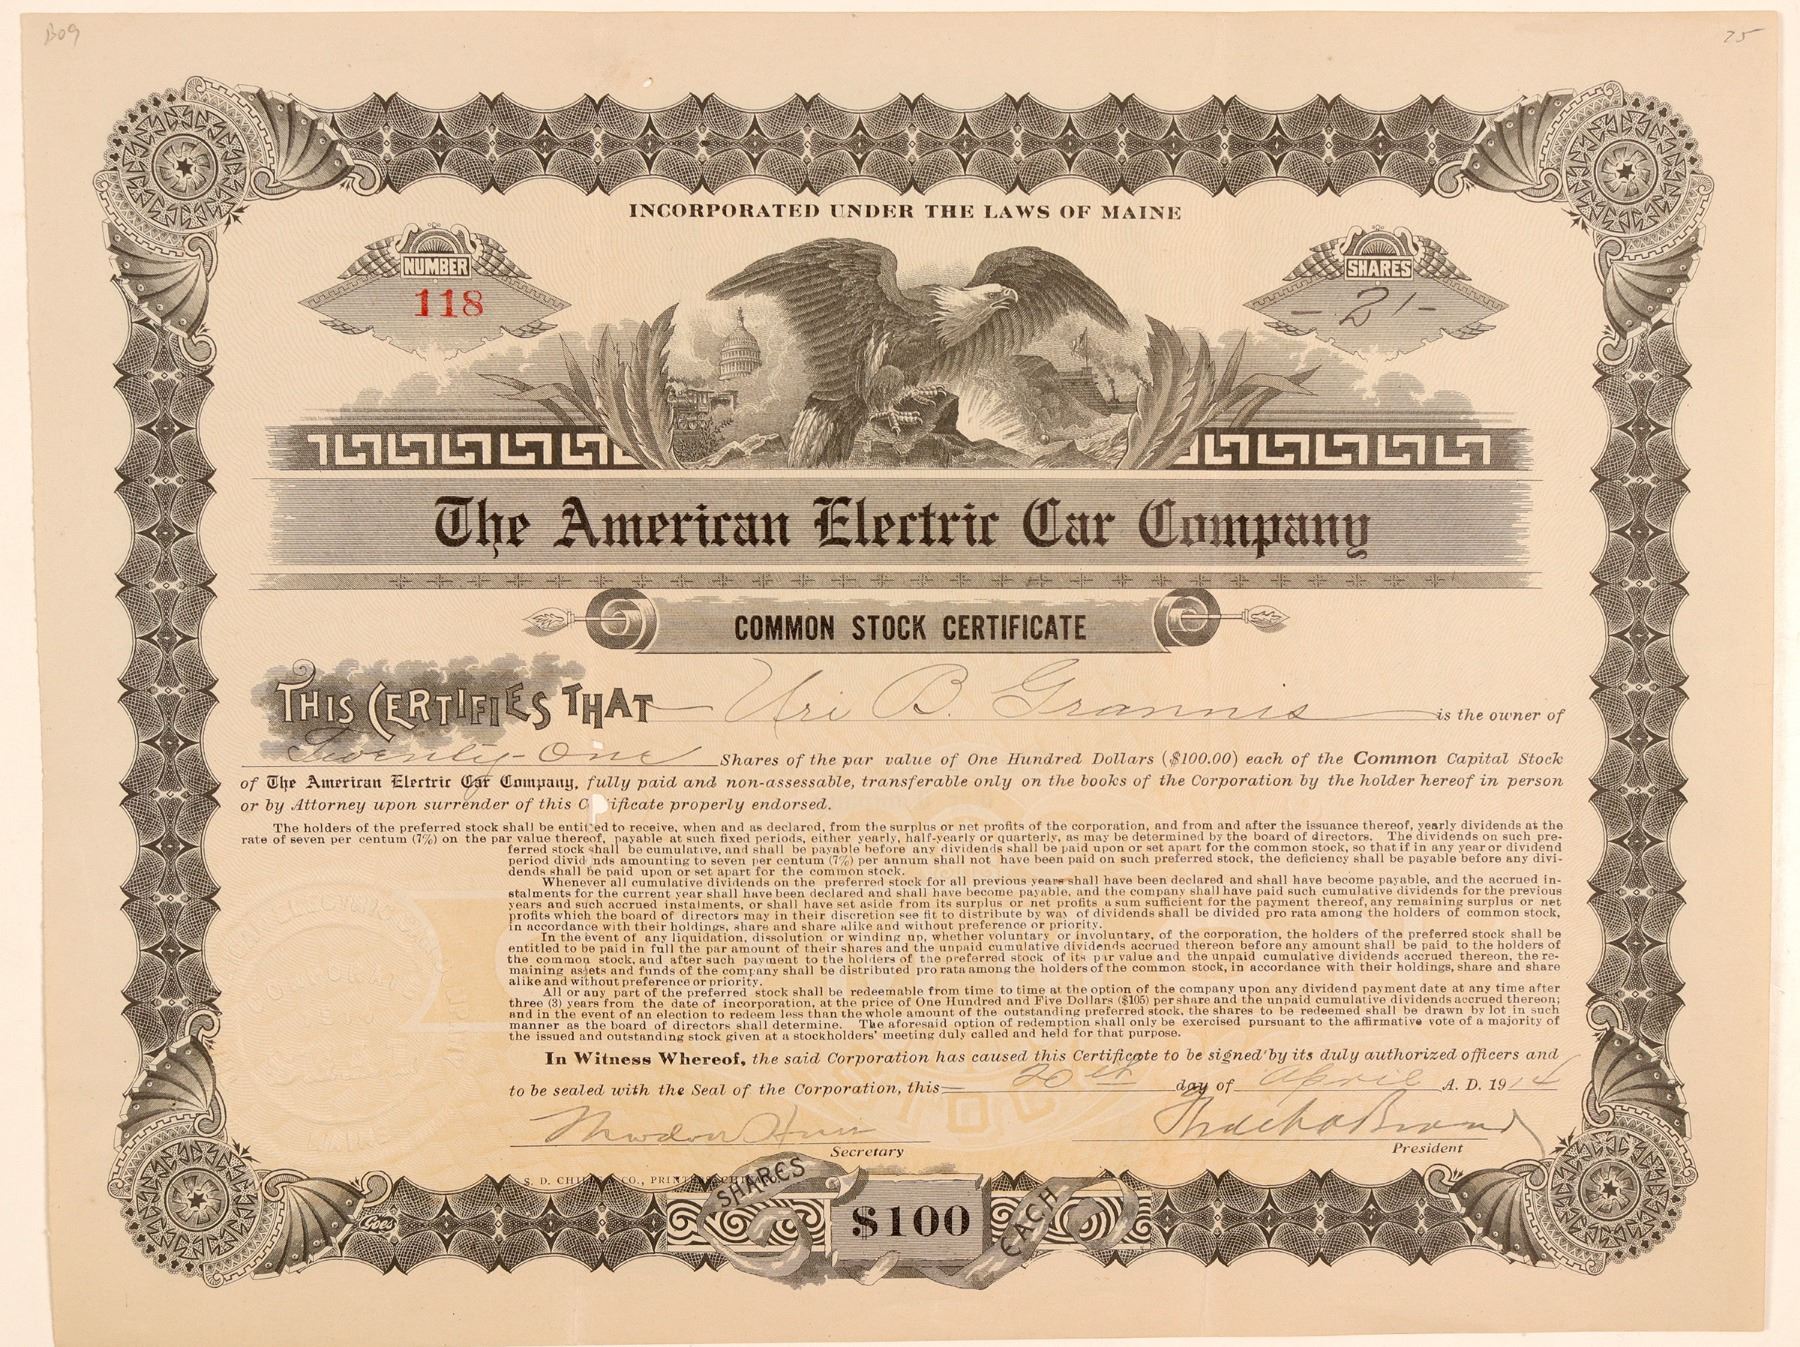 B09
25
INCORPORATED UNDER THE LAWS OF MAINE
NUMBER
118
SHARES
- 21 -
The American Electric Car Company
COMMON STOCK CERTIFICATE
THIS CERTIFIES THAT Uri B. Grannis is the owner of
Twenty-One Shares of the par value of One Hundred Dollars ($100.00) each of the Common Capital Stock
of The American Electric Car Company, fully paid and non-assessable, transferable only on the books of the Corporation by the holder hereof in person
or by Attorney upon surrender of this C ificate properly endorsed.
The holders of the preferred stock shall be entitled to receive, when and as declared, from the surplus or net profits of the corporation, and from and after the issuance thereof, yearly dividends at the
rate of seven per centum (7%) on the par value thereof, payable at such fixed periods, either yearly, half-yearly or quarterly, as may be determined by the board of directors. The dividends on such pre-
ferred stock shall be cumulative, and shall be payable before any dividends shall be paid upon or set apart for the common stock, so that if in any year or dividend
period divid nds amounting to seven per centum (7%) per annum shall not have been paid on such preferred stock, the deficiency shall be payable before any divi-
dends shall be paid upon or set apart for the common stock.
Whenever all cumulative dividends on the preferred stock for all previous years shall have been declared and shall have become payable, and the accrued in-
stalments for the current year shall have been declared and shall have become payable, and the company shall have paid such cumulative dividends for the previous
years and such accrued instalments, or shall have set aside from its surplus or net profits a sum sufficient for the payment thereof, any remaining surplus or net
profits which the board of directors may in their discretion see fit to distribute by way of dividends shall be divided pro rata among the holders of common stock,
in accordance with their holdings, share and share alike and without preference or priority.
In the event of any liquidation, dissolution or winding up, whether voluntary or involuntary, of the corporation, the holders of the preferred stock shall be
entitled to be paid in full the par amount of their shares and the unpaid cumulative dividends accrued thereon before any amount shall be paid to the holders of
the common stock, and after such payment to the holders of the preferred stock of its par value and the unpaid cumulative dividends accrued thereon, the re-
maining assets and funds of the company shall be distributed pro rata among the holders of the common stock, in accordance with their holdings, share and share
alike and without preference or priority.
All or any part of the preferred stock shall be redeemable from time to time at the option of the company upon any dividend payment date at any time after
three (3) years from the date of incorporation, at the price of One Hundred and Five Dollars ($105) per share and the unpaid cumulative dividends accrued thereon;
and in the event of an election to redeem less than the whole amount of the outstanding preferred stock, the shares to be redeemed shall be drawn by lot in such
manner as the board of directors shall determine. The aforesaid option of redemption shall only be exercised pursuant to the affirmative vote of a majority of
the issued and outstanding stock given at a stockholders' meeting duly called and held for that purpose.
In Witness Whereof, the said Corporation has caused this Certificate to be signed by its duly authorized officers and
to be sealed with the Seal of the Corporation, this 20th day of April A. D. 1914
Secretary
President
S. D. CHI CO., PRIN
Goes
SHARES
$100
EACH
MAINE